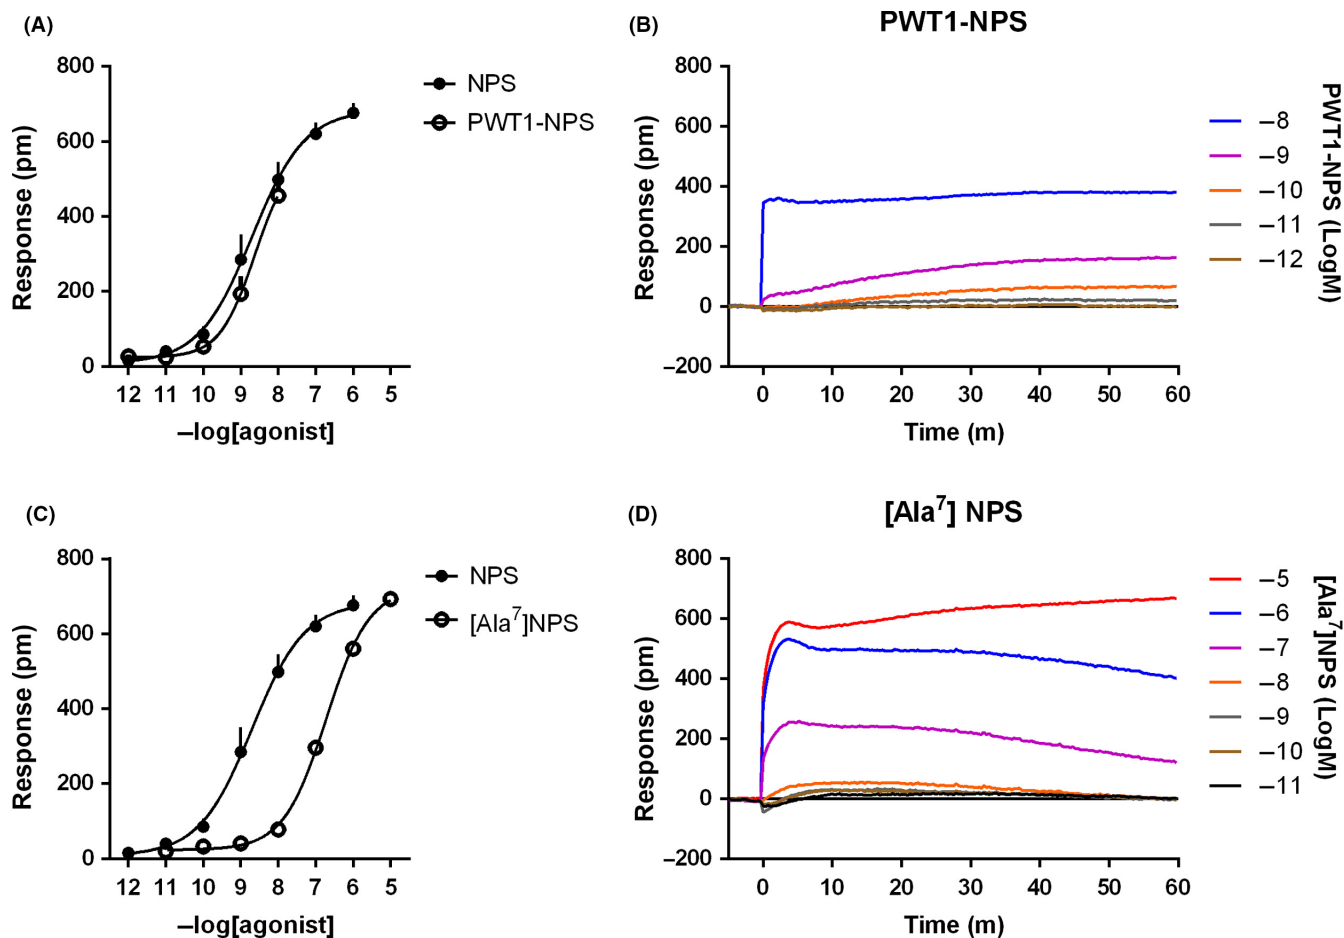 (A)
800
600
400
200
0
Response (pm)
12 11 10 9 8 7 6 5
–log[agonist]
NPS
PWT1-NPS
(B)
PWT1-NPS
800
600
400
200
0
–200
Response (pm)
0 10 20 30 40 50 60
Time (m)
–8
–9
–10
–11
–12
PWT1-NPS (LogM)
(C)
800
600
400
200
0
Response (pm)
12 11 10 9 8 7 6 5
–log[agonist]
NPS
[Ala⁷]NPS
(D)
[Ala⁷] NPS
800
600
400
200
0
–200
Response (pm)
0 10 20 30 40 50 60
Time (m)
–5
–6
–7
–8
–9
–10
–11
[Ala⁷]NPS (LogM)